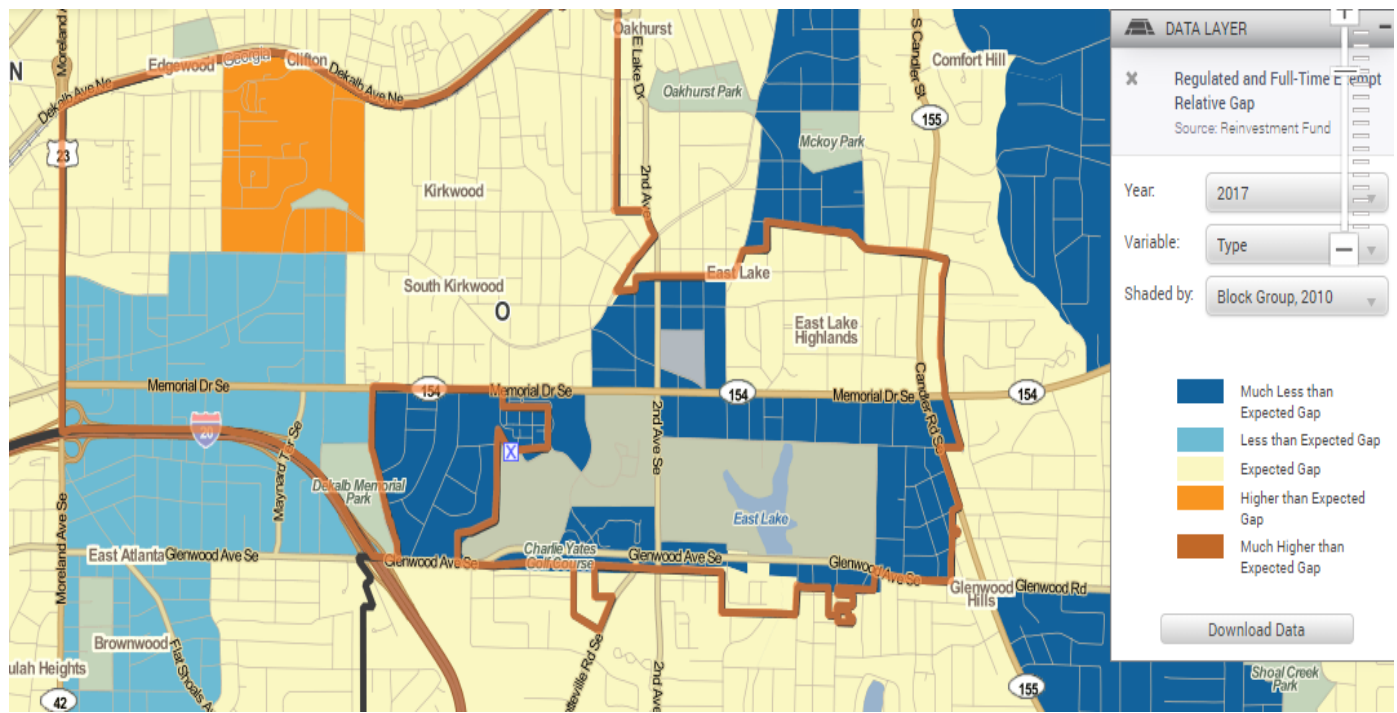 Moreland A
N
Edgewood
Georgia
Clifton
Dekalb Ave Ne
Dekalb Ave Ne
23
Oakhurst
E Lake Dr
Oakhurst Park
2nd Ave
S Candler St
Comfort Hill
155
Mckoy Park
Kirkwood
South Kirkwood
O
East Lake
East Lake
Highlands
Memorial Dr Se
154
Memorial Dr Se
154
Memorial Dr Se
154
20
Maynard Ter Se
Dekalb Memorial
Park
2nd Ave Se
East Lake
Candler Rd Se
Moreland Ave Se
East Atlanta
Glenwood Ave Se
Glenwood Ave Se
Charlie Yates
Golf Course
Glenwood Ave Se
Glenwood Ave Se
Glenwood
Hills
Glenwood Rd
Brownwood
Flat Shoals Av
ulah Heights
42
etteville Rd Se
2nd Ave
155
Shoal Creek
Park
DATA LAYER
Regulated and Full-Time Exempt
Relative Gap
Source: Reinvestment Fund
Year:
2017
Variable:
Type
Shaded by:
Block Group, 2010
Much Less than
Expected Gap
Less than Expected Gap
Expected Gap
Higher than Expected
Gap
Much Higher than
Expected Gap
Download Data